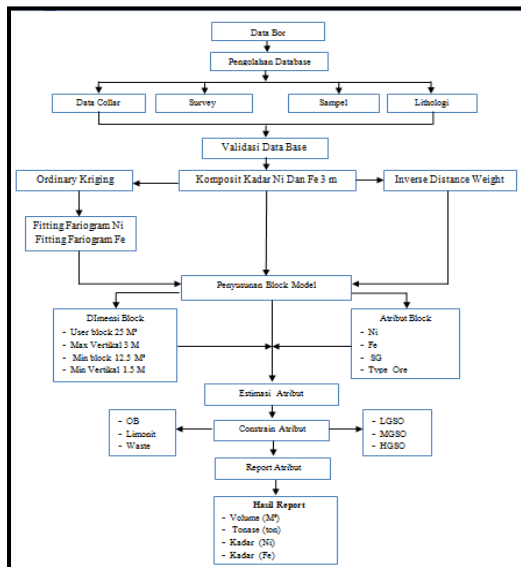 Data Bor
Pengolahan Database
Data Collar
Survey
Sampel
Lithologi
Validasi Data Base
Ordinary Kriging
Komposit Kadar Ni Dan Fe 3 m
Inverse Distance Weight
Fitting Fariogram Ni
Fitting Fariogram Fe
Penyusunan Block Model
DImensi Block
- User block 25 M²
- Max Vertikal 3 M
- Min block 12.5 M²
- Min Vertikal 1.5 M
Atribut Block
- Ni
- Fe
- SG
- Type Ore
Estimasi Atribut
- OB
- Limonit
- Waste
Constrain Atribut
- LGSO
- MGSO
- HGSO
Report Atribut
Hasil Report
- Volume (M³)
- Tonase (ton)
- Kadar (Ni)
- Kadar (Fe)